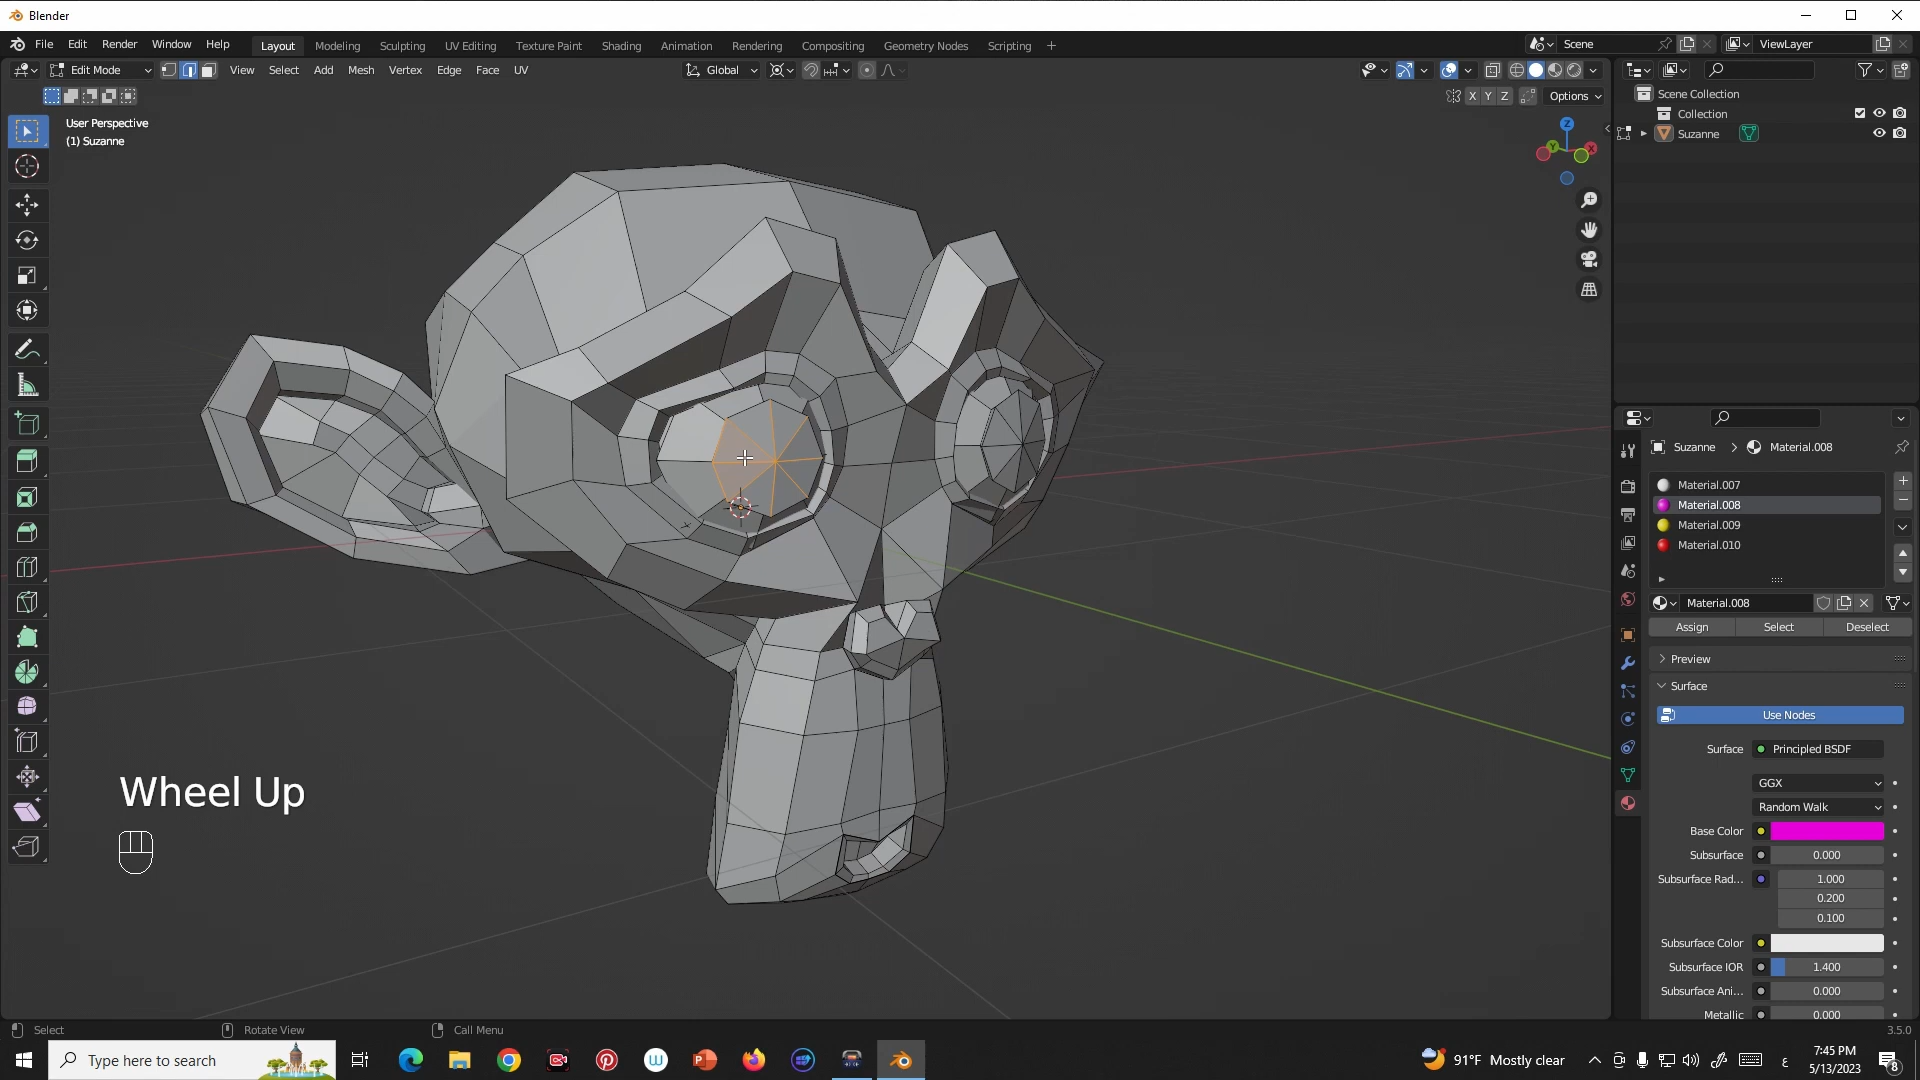 Blender
File Edit Render Window Help Layout Modeling Sculpting UV Editing Texture Paint Shading Animation Rendering Compositing Geometry Nodes Scripting + Scene ViewLayer
Edit Mode View Select Add Mesh Vertex Edge Face UV Global
X Y Z Options
User Perspective
(1) Suzanne
Z
Y X
Scene Collection
Collection
Suzanne
Suzanne > Material.008
Material.007
Material.008
Material.009
Material.010
Material.008
Assign Select Deselect
Preview
Surface
Use Nodes
Surface Principled BSDF
GGX
Random Walk
Base Color
Subsurface 0.000
Subsurface Rad... 1.000
0.200
0.100
Subsurface Color
Subsurface IOR 1.400
Subsurface Ani... 0.000
Metallic 0.000
Wheel Up
Select Rotate View Call Menu 3.5.0
Type here to search
91°F Mostly clear
ع
7:45 PM
5/13/2023
8